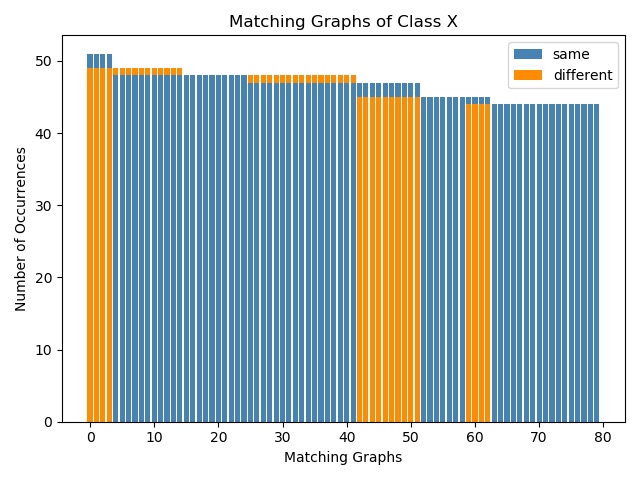 Matching Graphs of Class X
same
different
Number of Occurrences
50
40
30
20
10
0
0 10 20 30 40 50 60 70 80
Matching Graphs